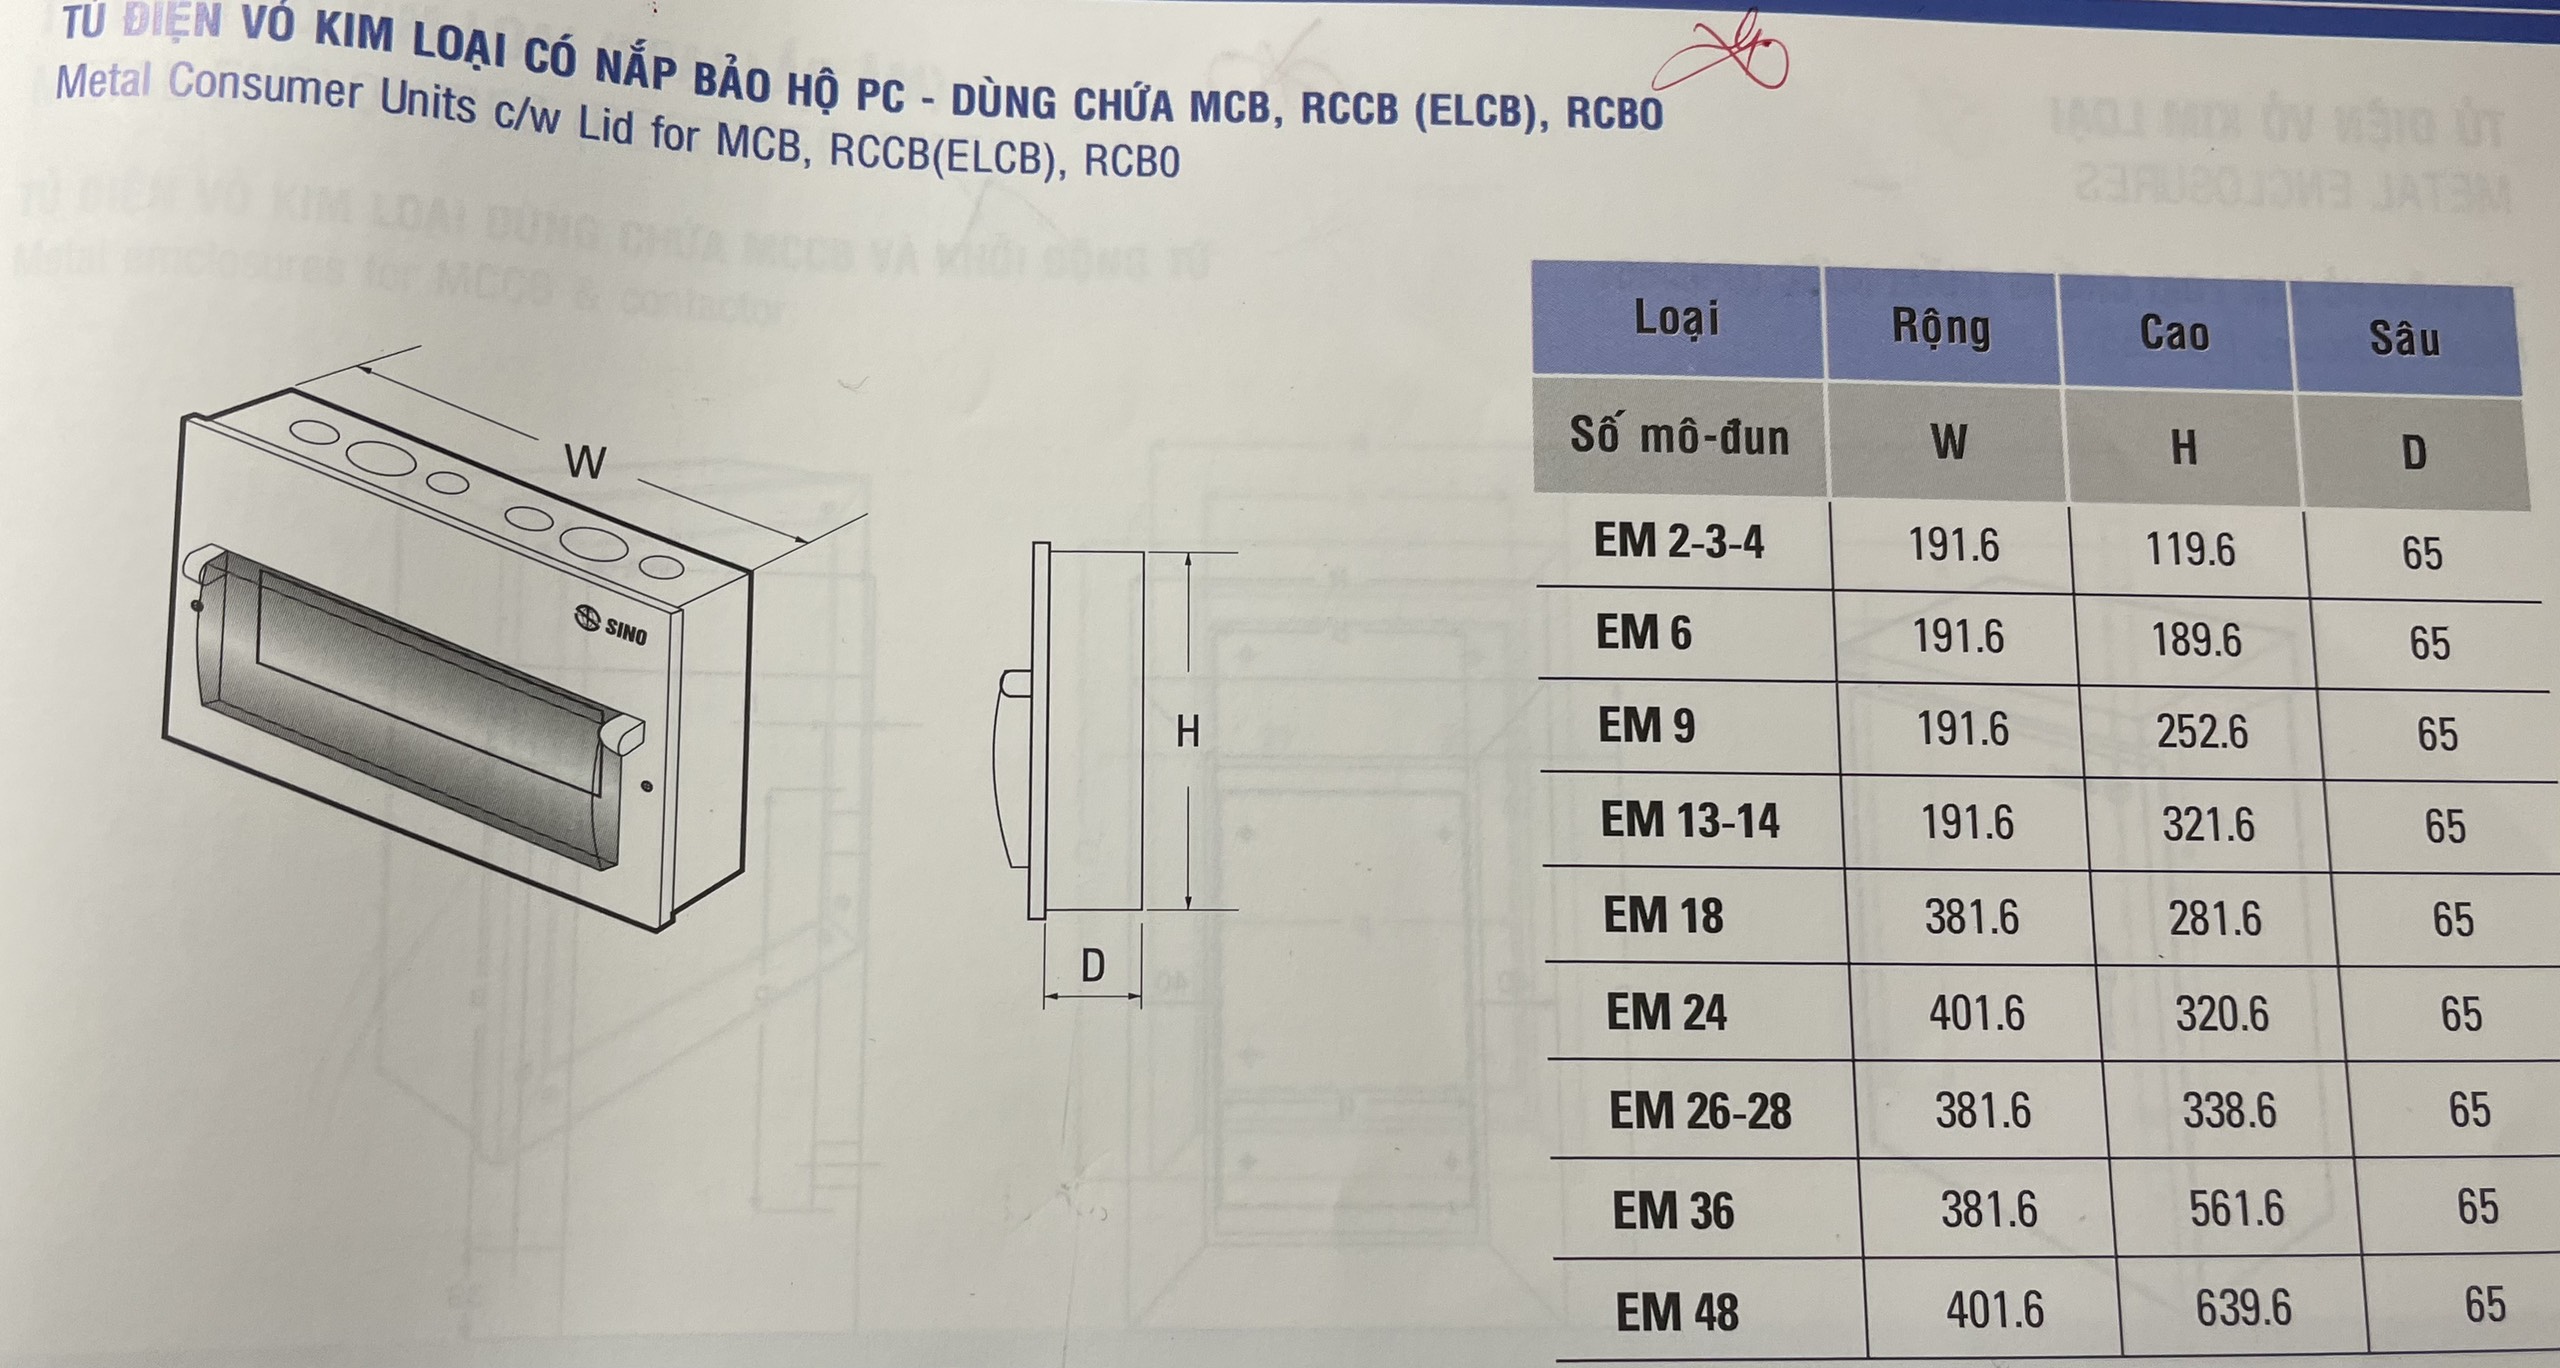 TỦ ĐIỆN VỎ KIM LOẠI CÓ NẮP BẢO HỘ PC - DÙNG CHỨA MCB, RCCB (ELCB), RCBO
Metal Consumer Units c/w Lid for MCB, RCCB(ELCB), RCBO
W
SINO
H
D
Loại Rộng Cao Sâu
Số mô-đun W H D
EM 2-3-4 191.6 119.6 65
EM 6 191.6 189.6 65
EM 9 191.6 252.6 65
EM 13-14 191.6 321.6 65
EM 18 381.6 281.6 65
EM 24 401.6 320.6 65
EM 26-28 381.6 338.6 65
EM 36 381.6 561.6 65
EM 48 401.6 639.6 65